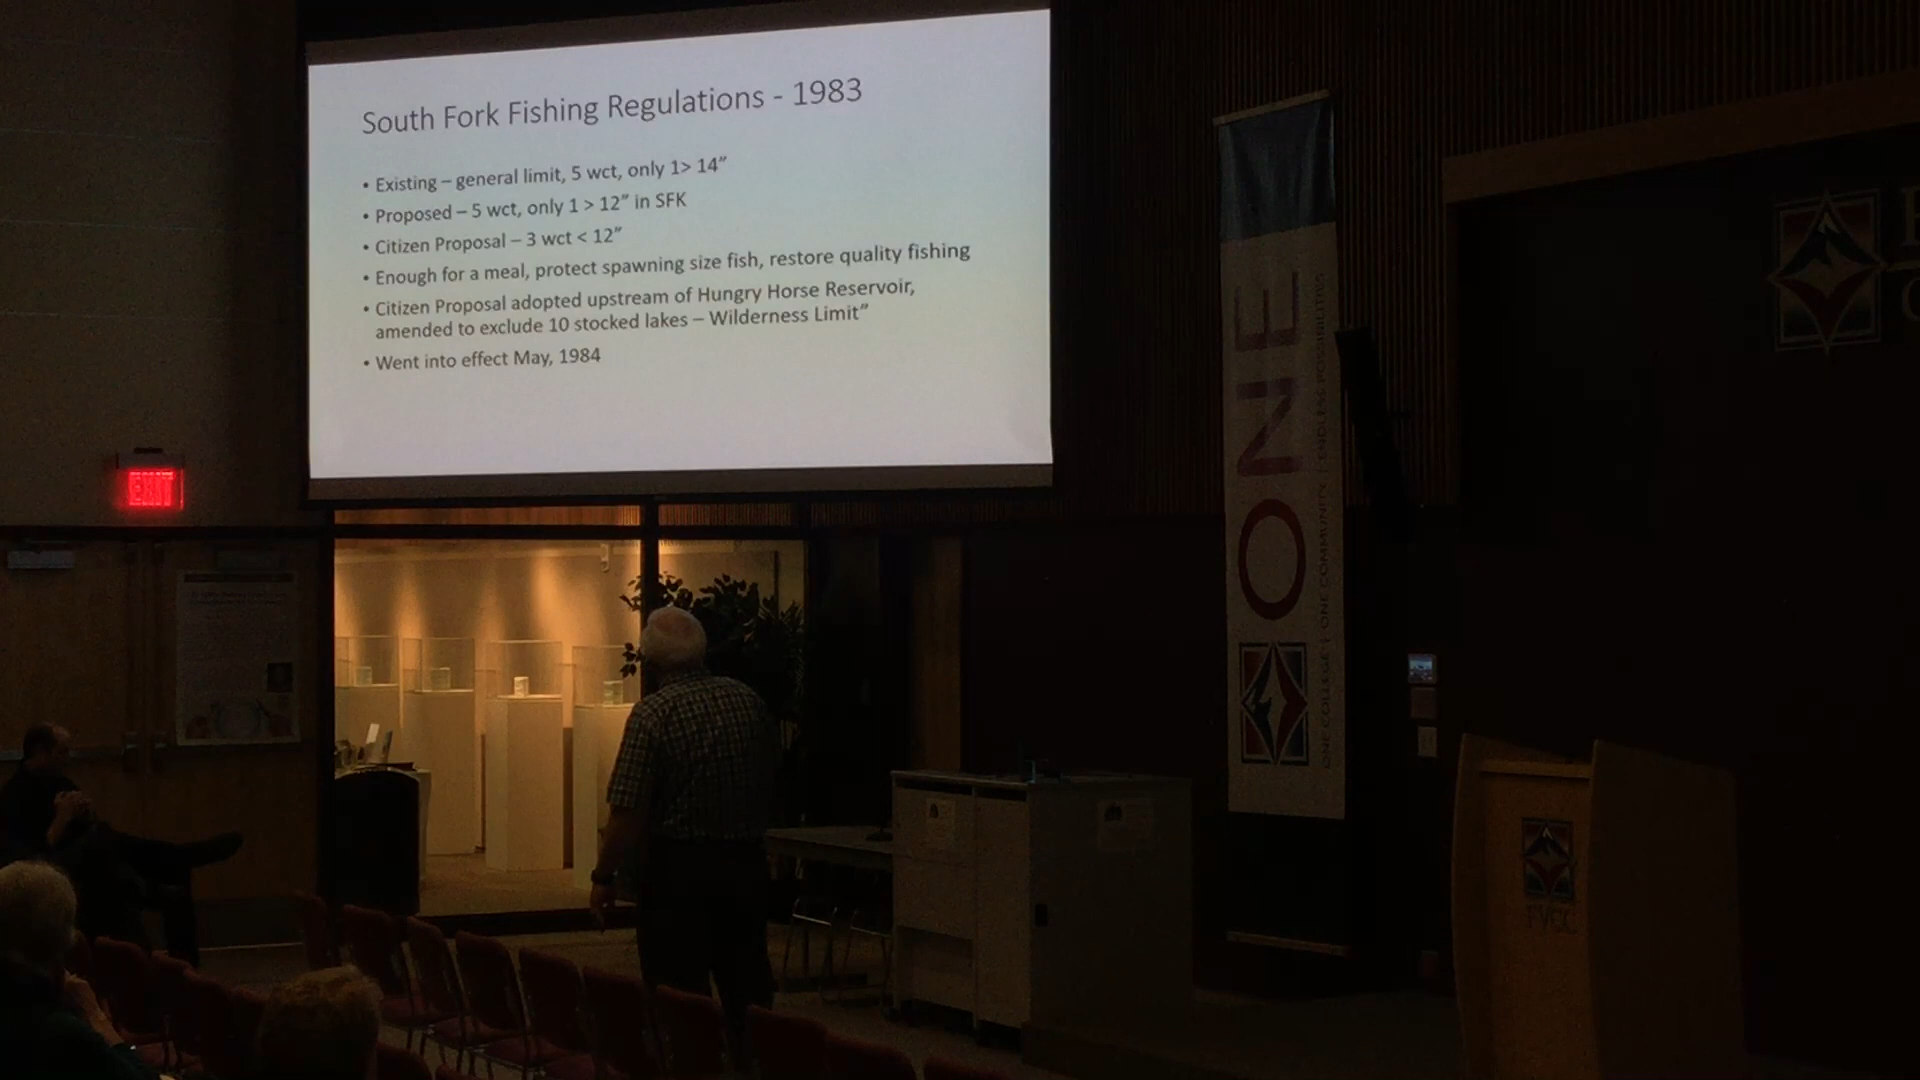 South Fork Fishing Regulations - 1983
• Existing – general limit, 5 wct, only 1> 14”
• Proposed – 5 wct, only 1 > 12” in SFK
• Citizen Proposal – 3 wct < 12”
• Enough for a meal, protect spawning size fish, restore quality fishing
• Citizen Proposal adopted upstream of Hungry Horse Reservoir,
amended to exclude 10 stocked lakes – Wilderness Limit”
• Went into effect May, 1984
EXIT
ONE
ONE COLLEGE | ONE COMMUNITY | ENDLESS POSSIBILITIES
FVCC